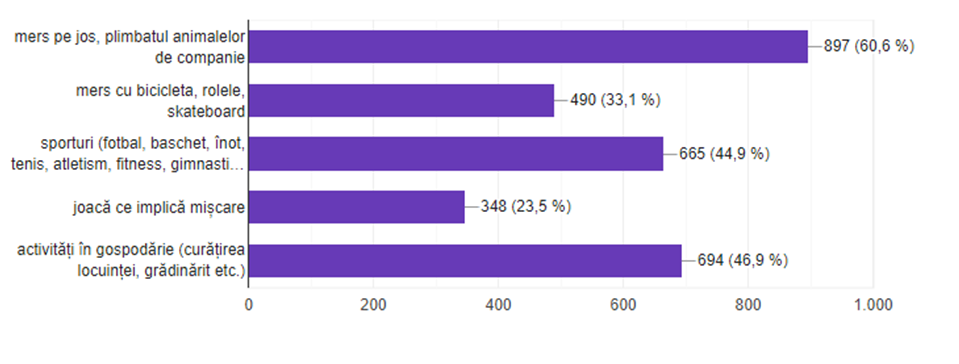 mers pe jos, plimbatul animalelor
de companie
897 (60,6 %)
mers cu bicicleta, rolele,
skateboard
490 (33,1 %)
sporturi (fotbal, baschet, înot,
tenis, atletism, fitness, gimnasti…
665 (44,9 %)
joacă ce implică mișcare
348 (23,5 %)
activități în gospodărie (curățirea
locuinței, grădinărit etc.)
694 (46,9 %)
0 200 400 600 800 1.000